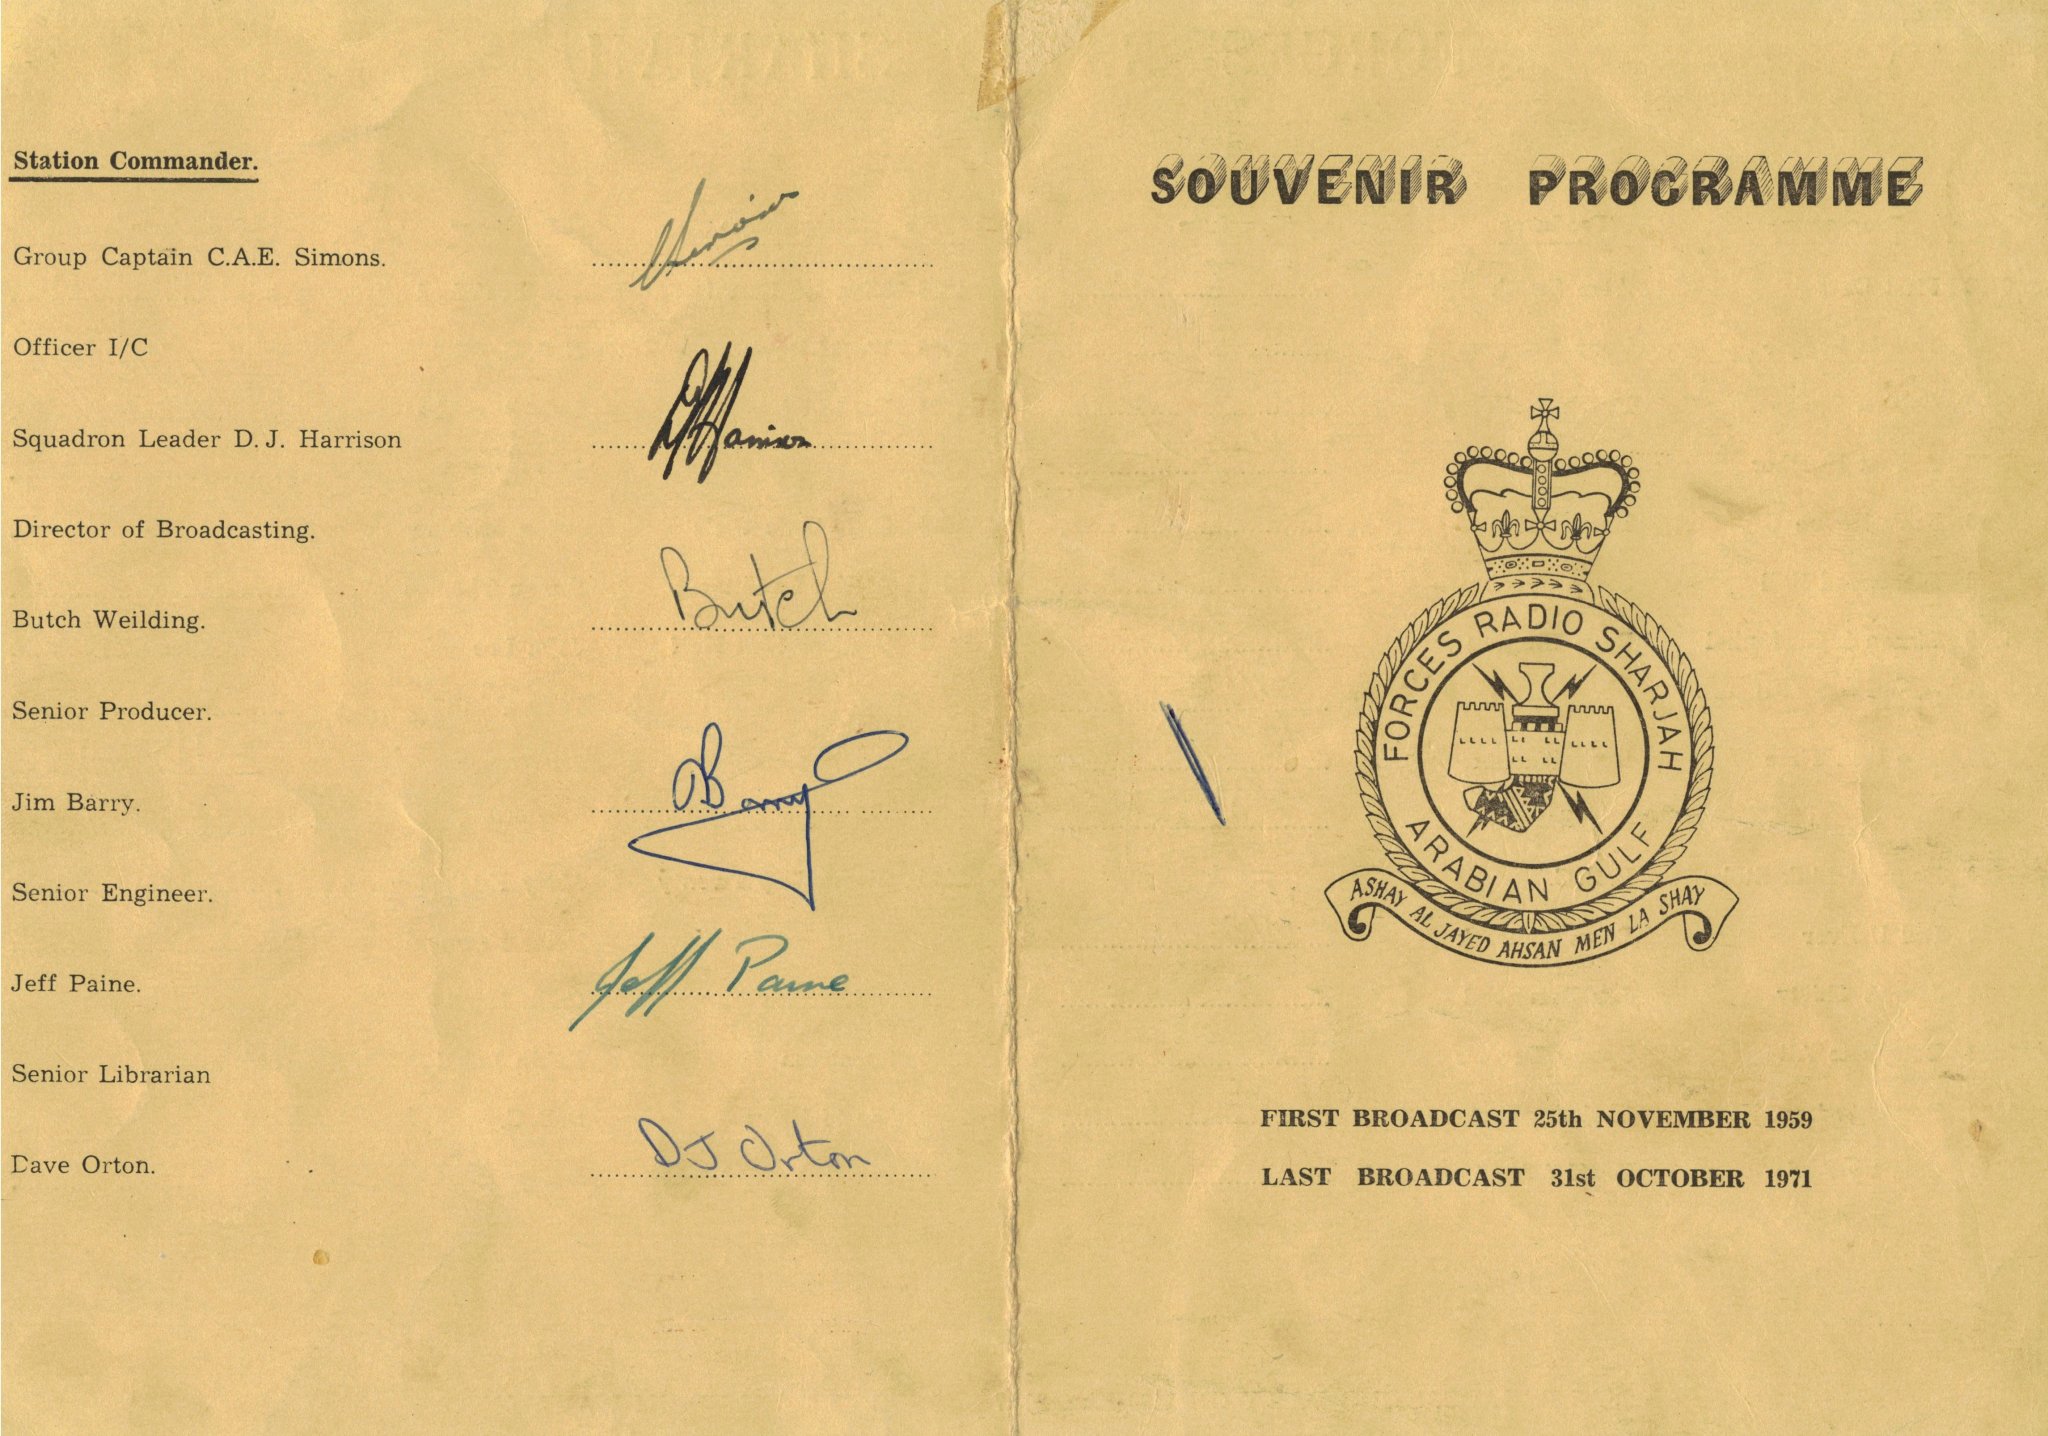 Station Commander.
Group Captain C.A.E. Simons.
Officer I/C
Squadron Leader D. J. Harrison
DJHarrison
Director of Broadcasting.
Butch Weilding.
Butch
Senior Producer.
Jim Barry.
JBarry
Senior Engineer.
Jeff Paine.
Jeff Paine
Senior Librarian
Dave Orton.
DJ Orton
SOUVENIR PROGRAMME
FORCES RADIO SHARJAH
ARABIAN GULF
ASHAY AL JAYED AHSAN MEN LA SHAY
FIRST BROADCAST 25th NOVEMBER 1959
LAST BROADCAST 31st OCTOBER 1971